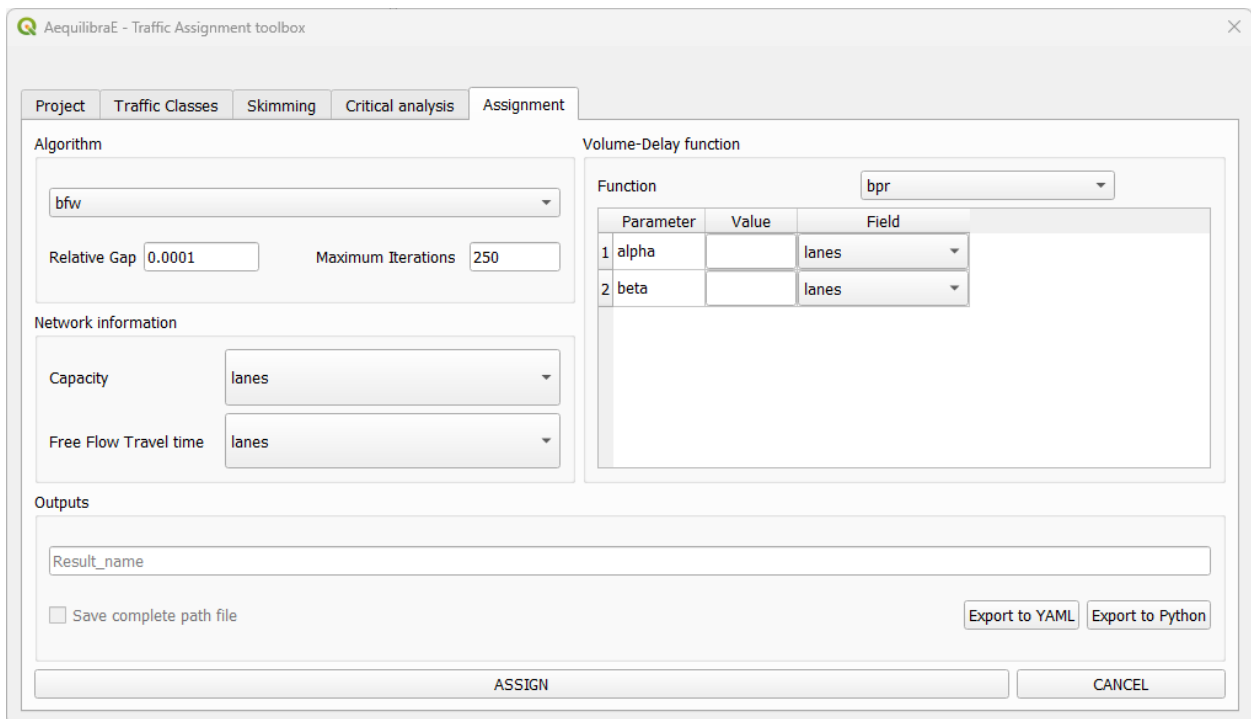 AequilibraE - Traffic Assignment toolbox
Project Traffic Classes Skimming Critical analysis Assignment
Algorithm
bfw
Relative Gap 0.0001 Maximum Iterations 250
Network information
Capacity lanes
Free Flow Travel time lanes
Volume-Delay function
Function bpr
Parameter Value Field
1 alpha lanes
2 beta lanes
Outputs
Result_name
Save complete path file Export to YAML Export to Python
ASSIGN CANCEL